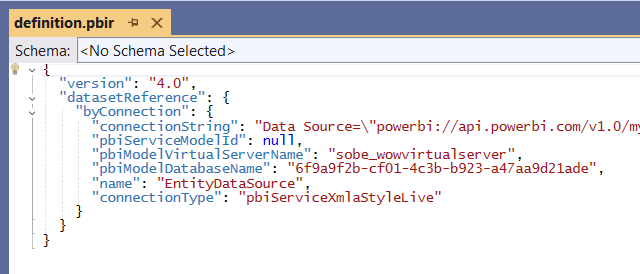 definition.pbir
Schema: <No Schema Selected>
{
"version": "4.0",
"datasetReference": {
"byConnection": {
"connectionString": "Data Source=\"powerbi://api.powerbi.com/v1.0/my
"pbiServiceModelId": null,
"pbiModelVirtualServerName": "sobe_wowvirtualserver",
"pbiModelDatabaseName": "6f9a9f2b-cf01-4c3b-b923-a47aa9d21ade",
"name": "EntityDataSource",
"connectionType": "pbiServiceXmlaStyleLive"
}
}
}